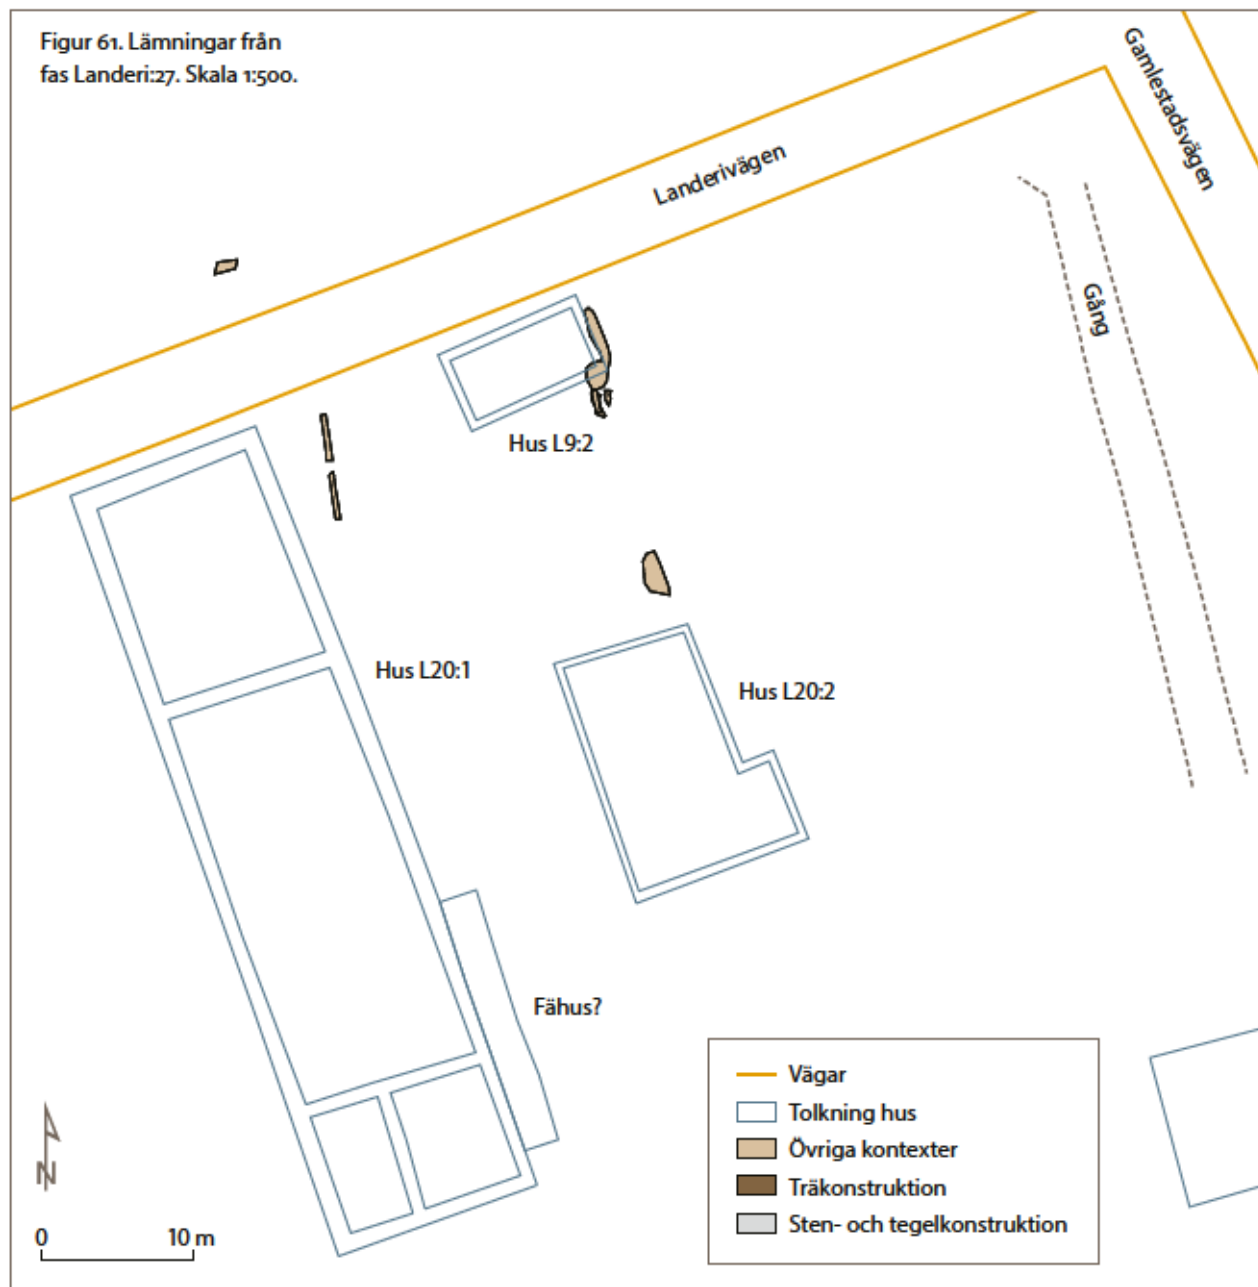 Figur 61. Lämningar från
fas Landeri:27. Skala 1:500.
Gamlestadsvägen
Landerivägen
Gång
Hus L9:2
Hus L20:1
Hus L20:2
Fähus?
Vägar
Tolkning hus
Övriga kontexter
Träkonstruktion
Sten- och tegelkonstruktion
N
0 10 m